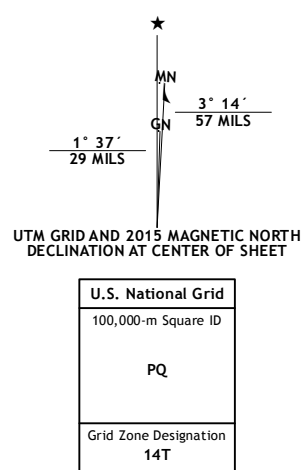 ★
MN
3° 14´
57 MILS
GN
1° 37´
29 MILS
UTM GRID AND 2015 MAGNETIC NORTH
DECLINATION AT CENTER OF SHEET
U.S. National Grid
100,000-m Square ID
PQ
Grid Zone Designation
14T